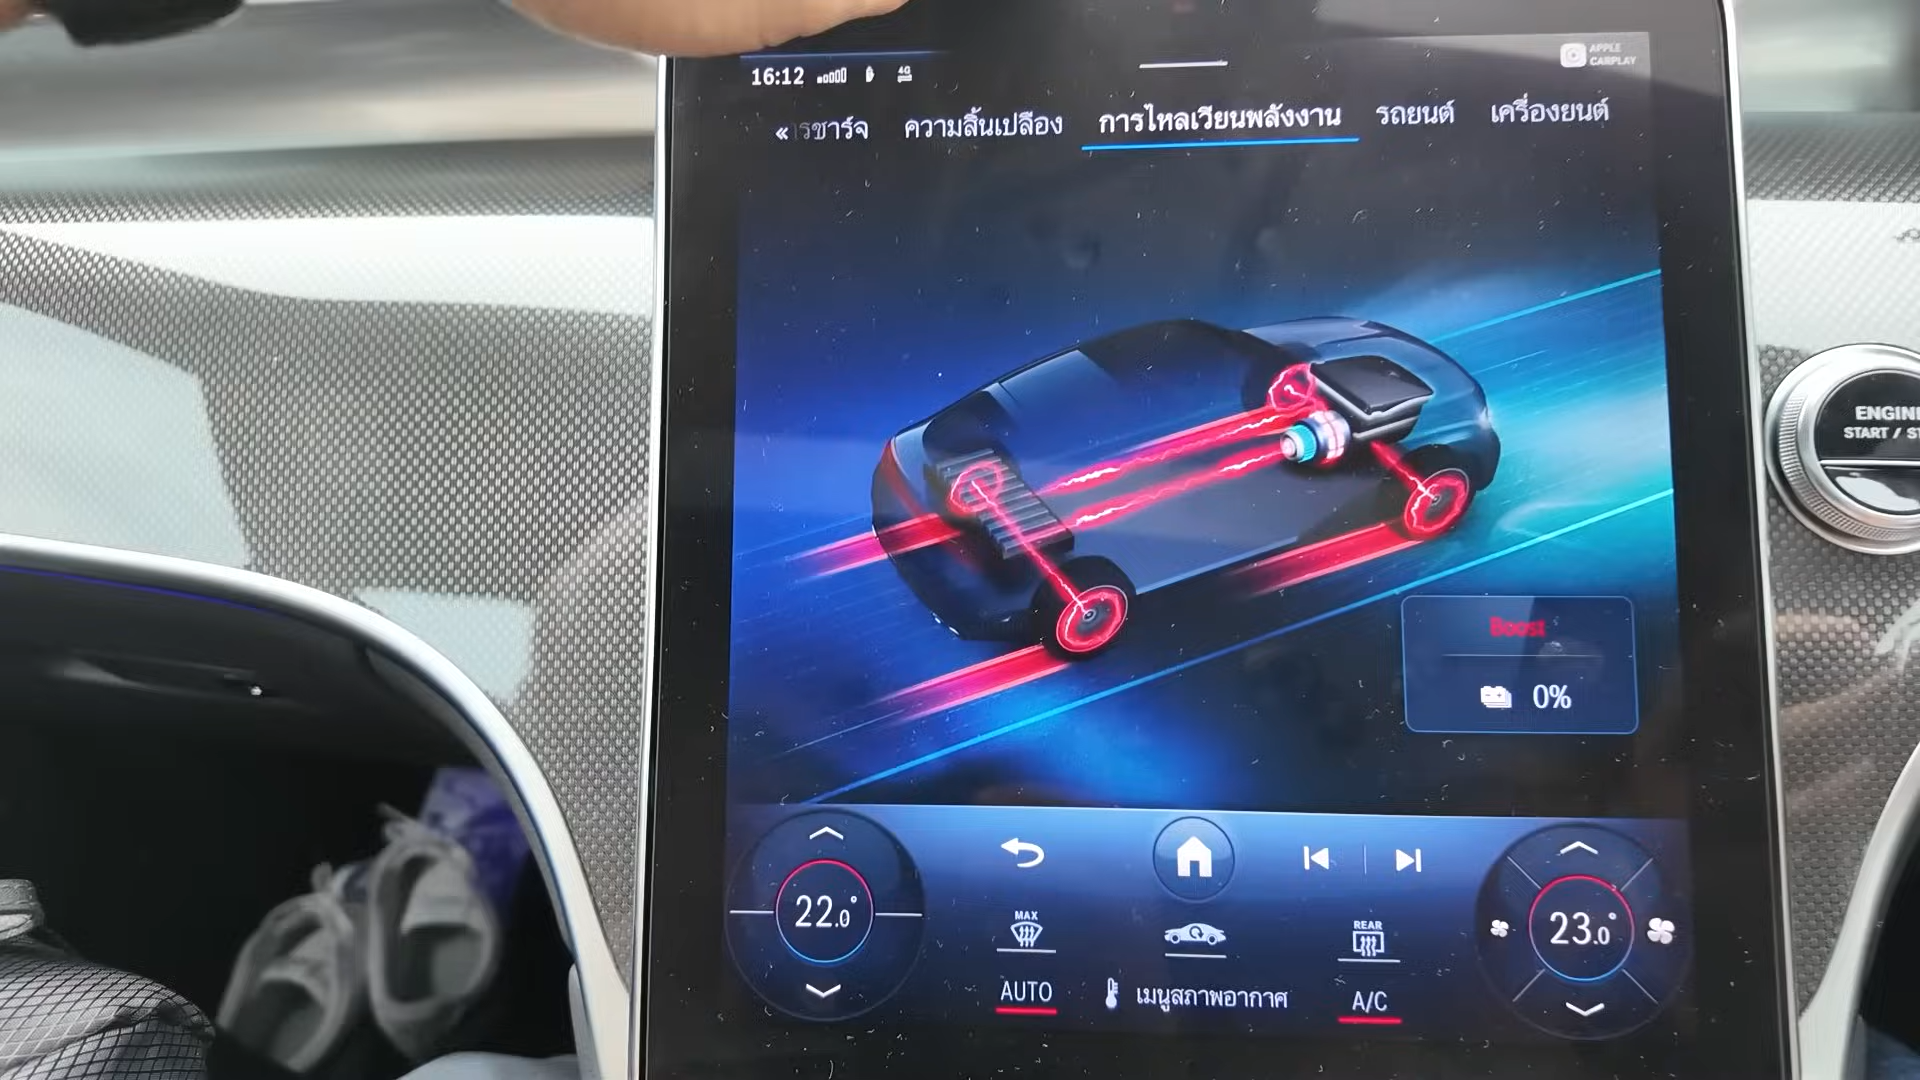 16:12 4G
APPLE
CARPLAY
« รชาร์จ ความสิ้นเปลือง การไหลเวียนพลังงาน รถยนต์ เครื่องยนต์
ENGIN
START / ST
Boost
0%
22.0°
23.0°
MAX
REAR
AUTO
เมนูสภาพอากาศ
A/C